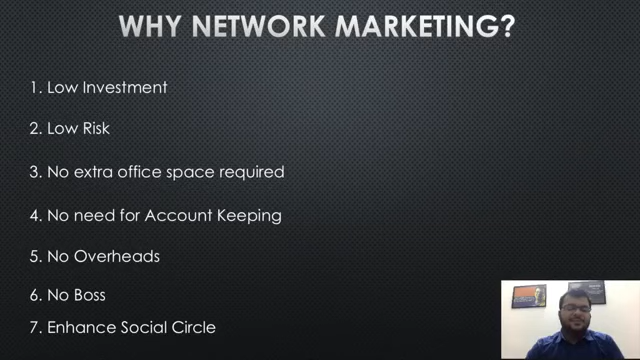 WHY NETWORK MARKETING?
1. Low Investment
2. Low Risk
3. No extra office space required
4. No need for Account Keeping
5. No Overheads
6. No Boss
7. Enhance Social Circle